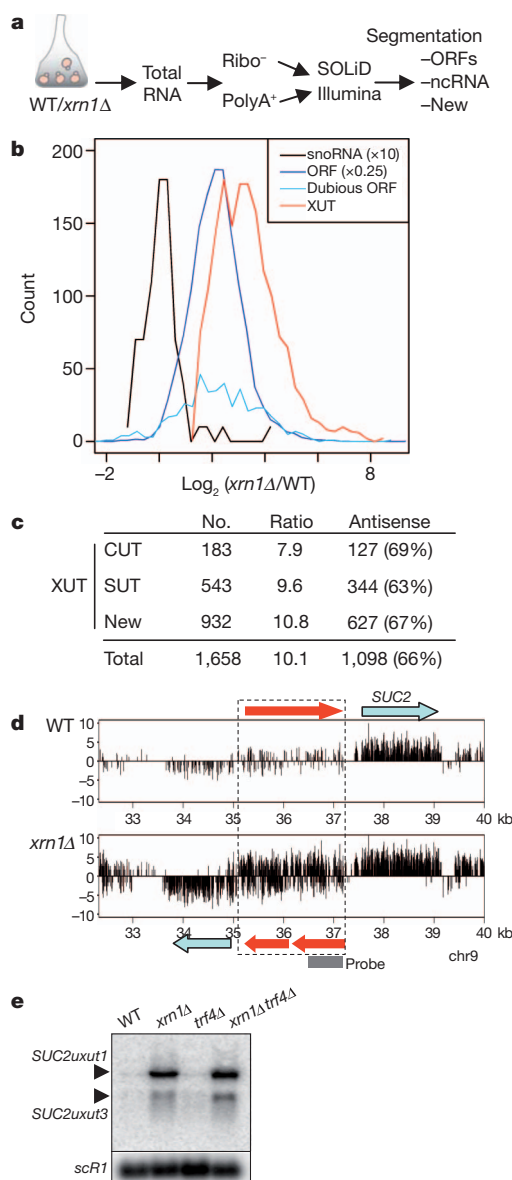 a
WT/xrn1Δ
Total RNA
Ribo⁻
PolyA⁺
SOLiD
Illumina
Segmentation
–ORFs
–ncRNA
–New
b
200
150
100
50
0
Count
snoRNA (×10)
ORF (×0.25)
Dubious ORF
XUT
–2
8
Log₂ (xrn1Δ/WT)
c
No. Ratio Antisense
XUT
CUT 183 7.9 127 (69%)
SUT 543 9.6 344 (63%)
New 932 10.8 627 (67%)
Total 1,658 10.1 1,098 (66%)
d
SUC2
WT
10
5
0
–5
–10
33 34 35 36 37 38 39 40 kb
xrn1Δ
10
5
0
–5
–10
33 34 35 36 37 38 39 40 kb
Probe
chr9
e
WT xrn1Δ trf4Δ xrn1Δtrf4Δ
SUC2uxut1
SUC2uxut3
scR1